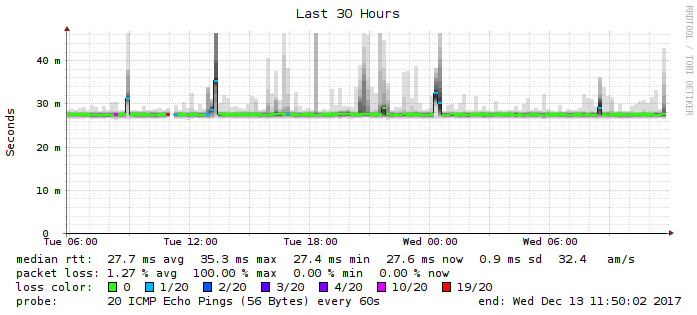 Last 30 Hours
RRDTOOL / TOBI OETIKER
Seconds
40 m
30 m
20 m
10 m
0
Tue 06:00 Tue 12:00 Tue 18:00 Wed 00:00 Wed 06:00
median rtt: 27.7 ms avg 35.3 ms max 27.4 ms min 27.6 ms now 0.9 ms sd 32.4 am/s
packet loss: 1.27 % avg 100.00 % max 0.00 % min 0.00 % now
loss color: 0 1/20 2/20 3/20 4/20 10/20 19/20
probe: 20 ICMP Echo Pings (56 Bytes) every 60s end: Wed Dec 13 11:50:02 2017